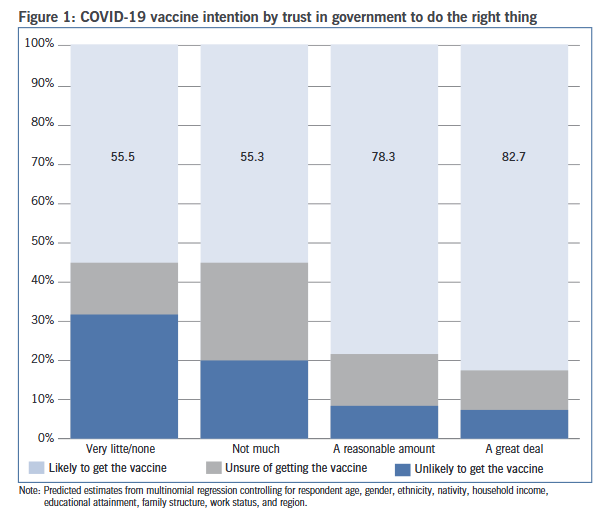 Figure 1: COVID-19 vaccine intention by trust in government to do the right thing
100%
90%
80%
70%
60%
50%
40%
30%
20%
10%
0%
55.5 55.3 78.3 82.7
Very litte/none Not much A reasonable amount A great deal
Likely to get the vaccine Unsure of getting the vaccine Unlikely to get the vaccine
Note: Predicted estimates from multinomial regression controlling for respondent age, gender, ethnicity, nativity, household income,
educational attainment, family structure, work status, and region.